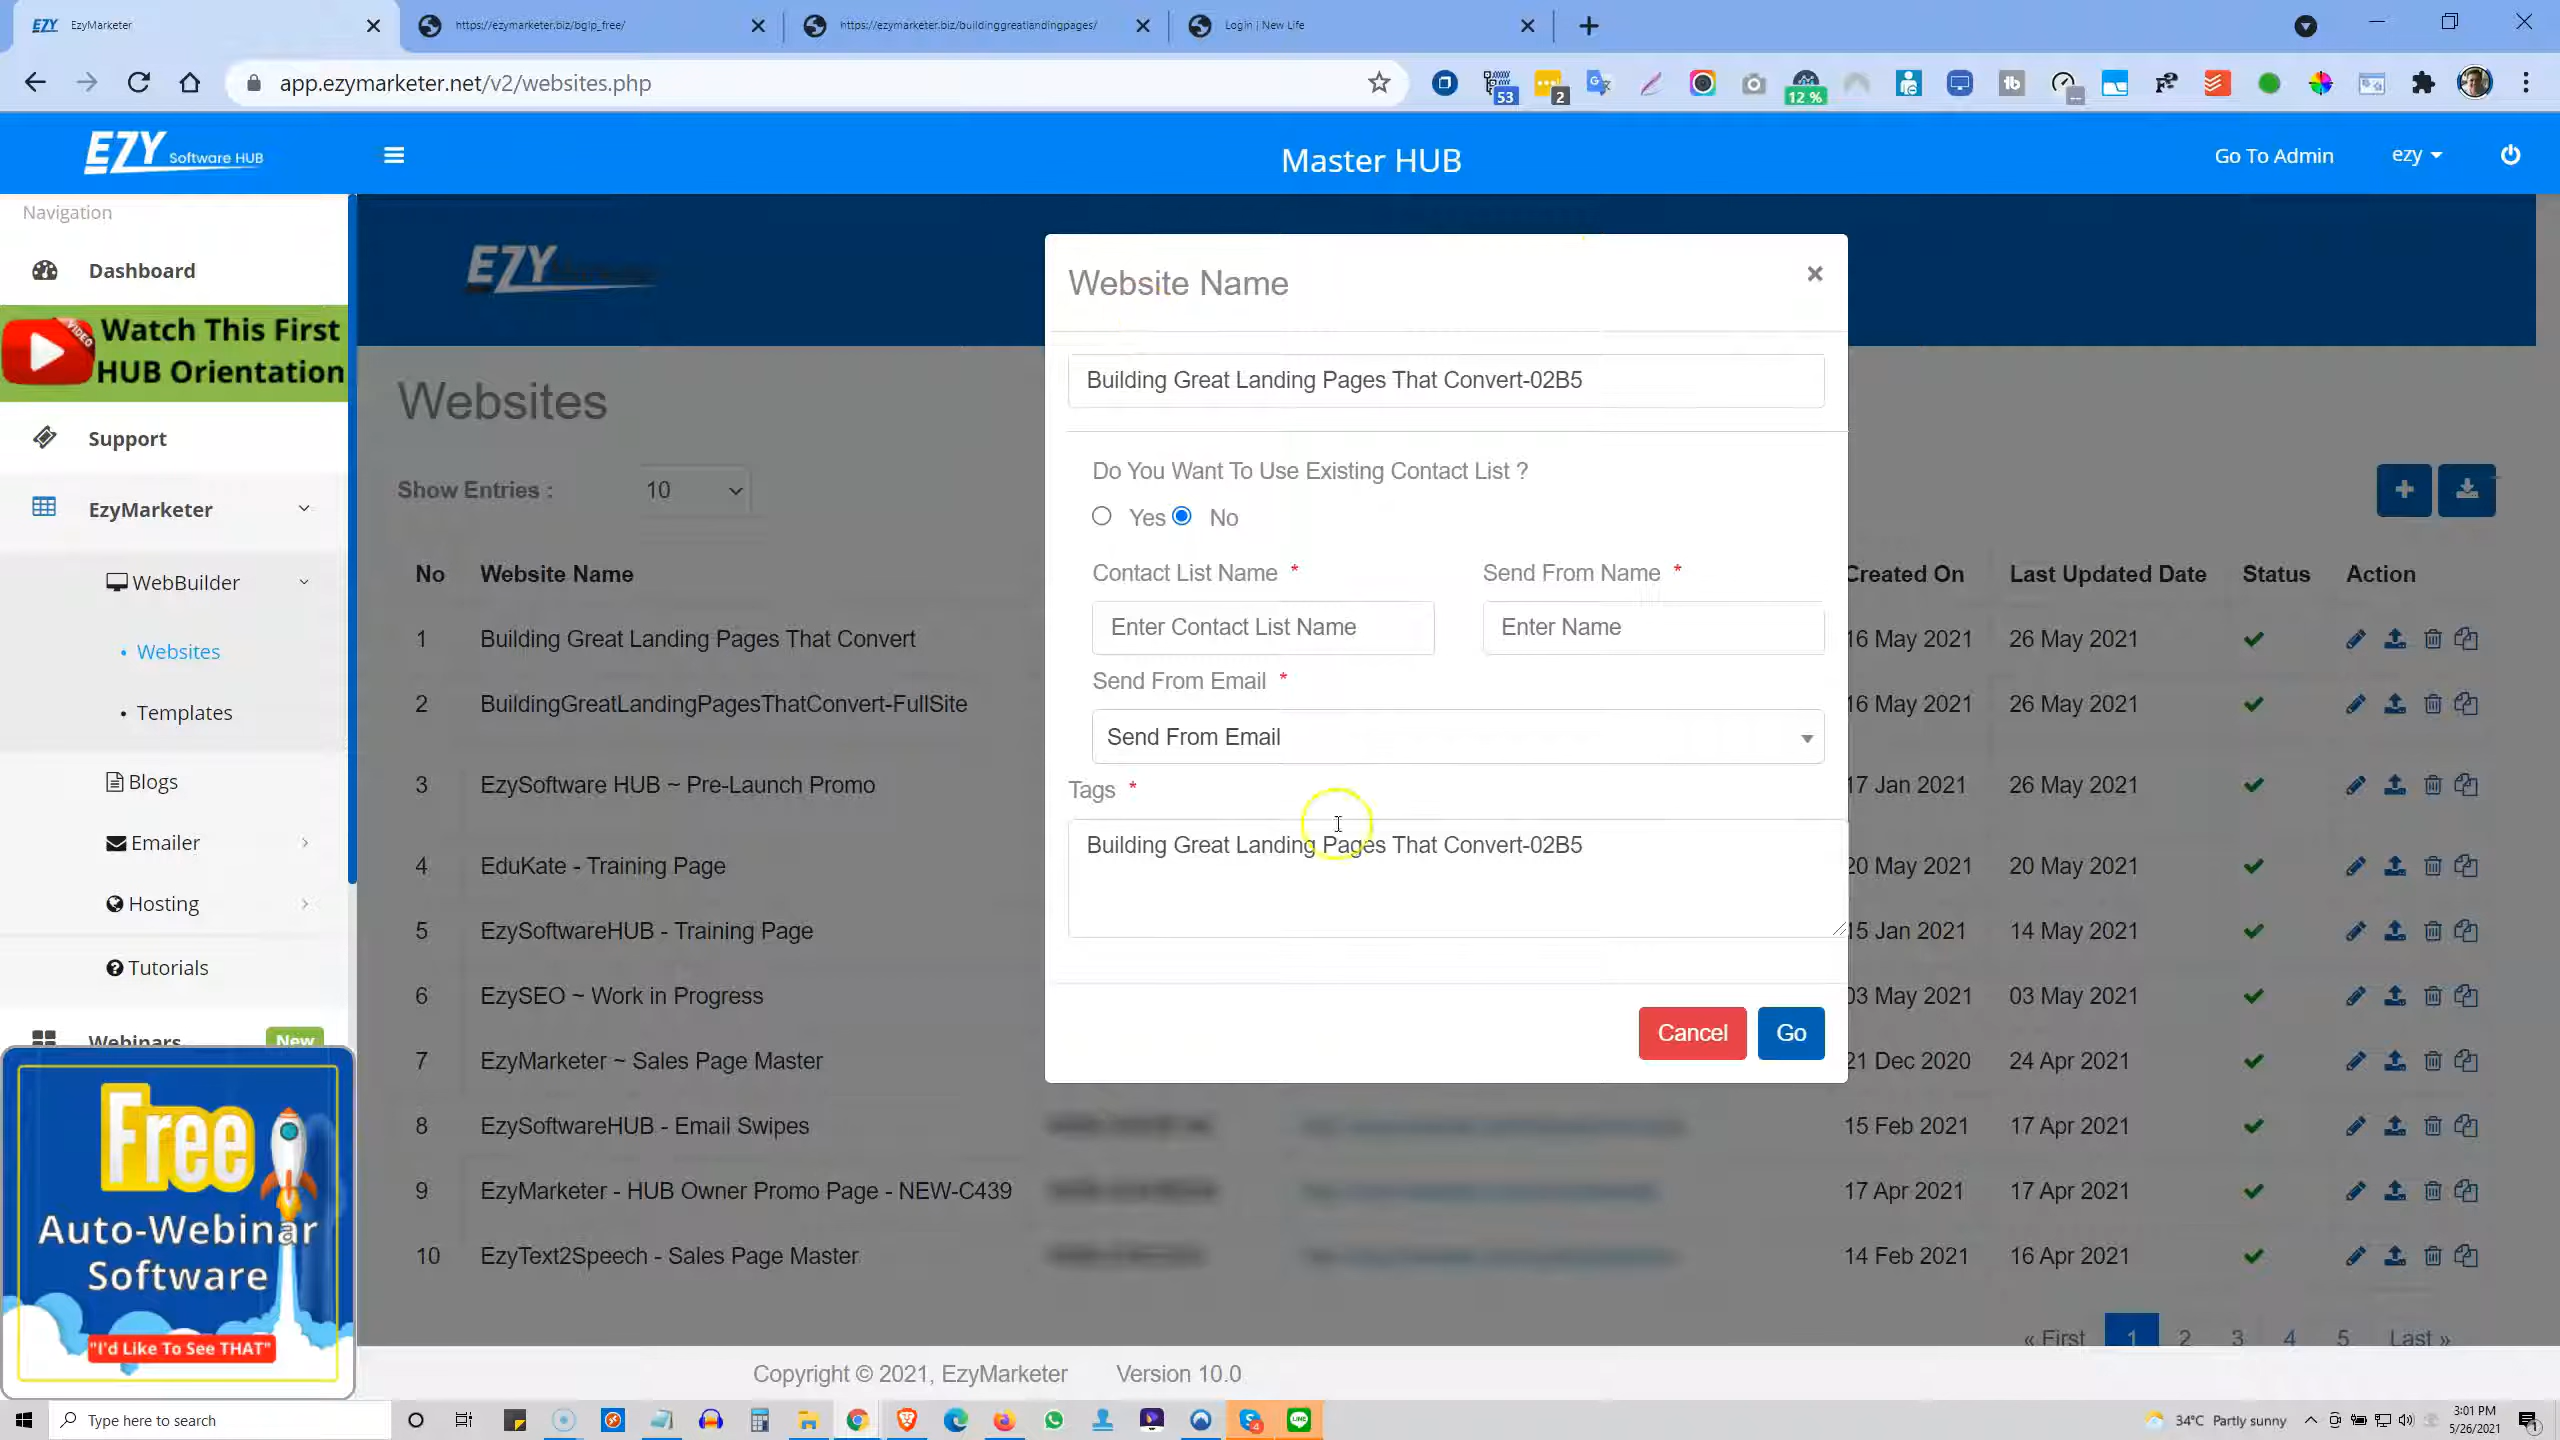 EZY EzyMarketer
https://ezymarketer.biz/bglp_free/
https://ezymarketer.biz/buildinggreatlandingpages/
Login | New Life
app.ezymarketer.net/v2/websites.php
53
2
12 %
EZY Software HUB
Master HUB
Go To Admin
ezy
Navigation
Dashboard
VIDEO
Watch This First
HUB Orientation
Support
EzyMarketer
WebBuilder
Websites
Templates
Blogs
Emailer
Hosting
Tutorials
Webinars
New
Free
Auto-Webinar
Software
"I'd Like To See THAT"
EZY
Websites
Show Entries : 10
No Website Name Created On Last Updated Date Status Action
1 Building Great Landing Pages That Convert 16 May 2021 26 May 2021
2 BuildingGreatLandingPagesThatConvert-FullSite 16 May 2021 26 May 2021
3 EzySoftware HUB ~ Pre-Launch Promo 17 Jan 2021 26 May 2021
4 EduKate - Training Page 20 May 2021 20 May 2021
5 EzySoftwareHUB - Training Page 15 Jan 2021 14 May 2021
6 EzySEO ~ Work in Progress 03 May 2021 03 May 2021
7 EzyMarketer ~ Sales Page Master 21 Dec 2020 24 Apr 2021
8 EzySoftwareHUB - Email Swipes 15 Feb 2021 17 Apr 2021
9 EzyMarketer - HUB Owner Promo Page - NEW-C439 17 Apr 2021 17 Apr 2021
10 EzyText2Speech - Sales Page Master 14 Feb 2021 16 Apr 2021
« First 1 2 3 4 5 Last »
Website Name
×
Building Great Landing Pages That Convert-02B5
Do You Want To Use Existing Contact List ?
Yes No
Contact List Name * Send From Name *
Enter Contact List Name Enter Name
Send From Email *
Send From Email
Tags *
Building Great Landing Pages That Convert-02B5
Cancel Go
Copyright © 2021, EzyMarketer Version 10.0
Type here to search
34°C Partly sunny
3:01 PM
5/26/2021